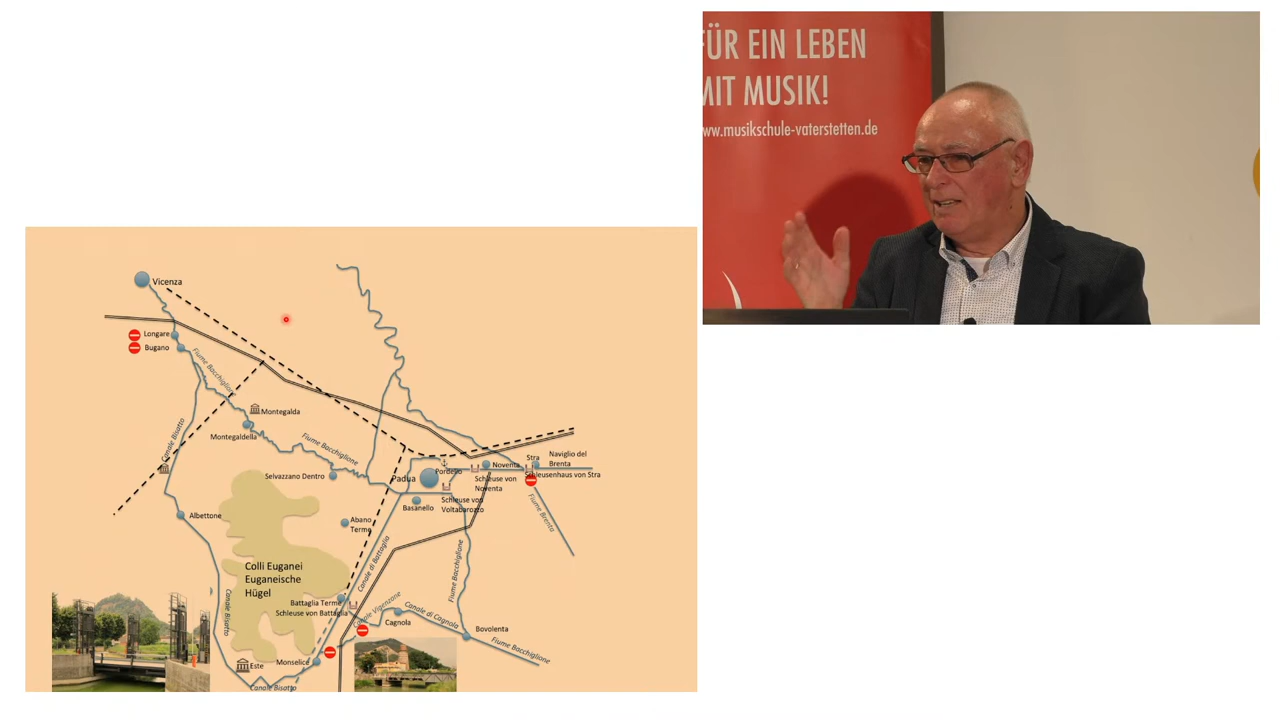 FÜR EIN LEBEN
MIT MUSIK!
www.musikschule-vaterstetten.de
Vicenza
Longare
Bugano
Fiume Bacchiglione
Montegalda
Montegaldella
Canale Bisatto
Fiume Bacchiglione
Selvazzano Dentro
Padua
Portello
Noventa
Stra
Naviglio del
Brenta
Schleusenhaus von Stra
Schleuse von
Noventa
Schleuse von
Voltabarozzo
Basanello
Fiume Brenta
Albettone
Abano
Terme
Canale di Battaglia
Fiume Bacchiglione
Colli Euganei
Euganeische
Hügel
Canale Bisatto
Battaglia Terme
Schleuse von Battaglia
Canale Vigenzone
Canale di Cagnola
Cagnola
Bovolenta
Fiume Bacchiglione
Este
Monselice
Canale Bisatto